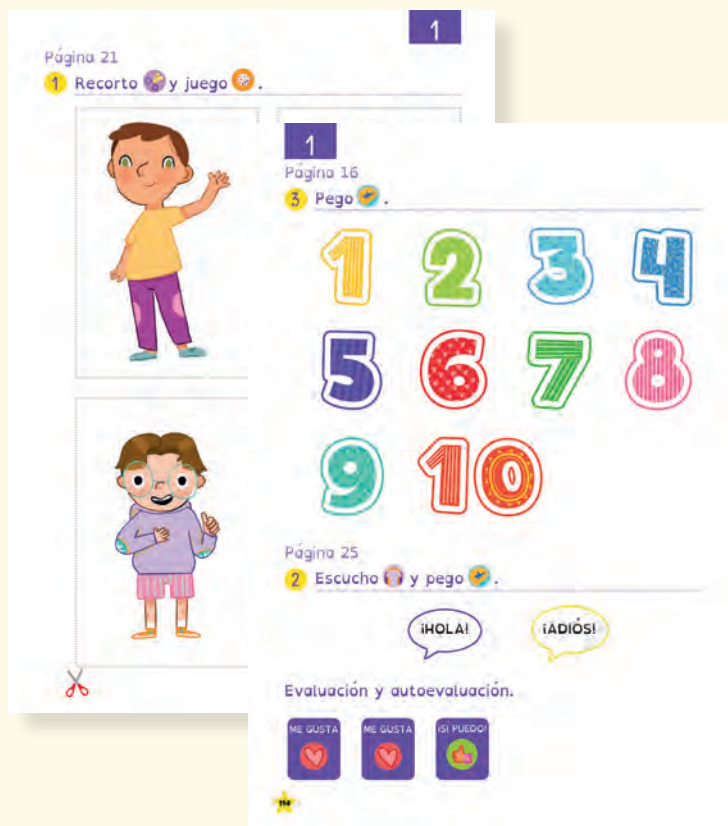 1
Página 21
1 Recorto y juego.
1
Página 16
3 Pego.
1 2 3 4
5 6 7 8
9 10
Página 25
2 Escucho y pego.
¡HOLA! ¡ADIÓS!
Evaluación y autoevaluación.
ME GUSTA ME GUSTA ¡SÍ PUEDO!